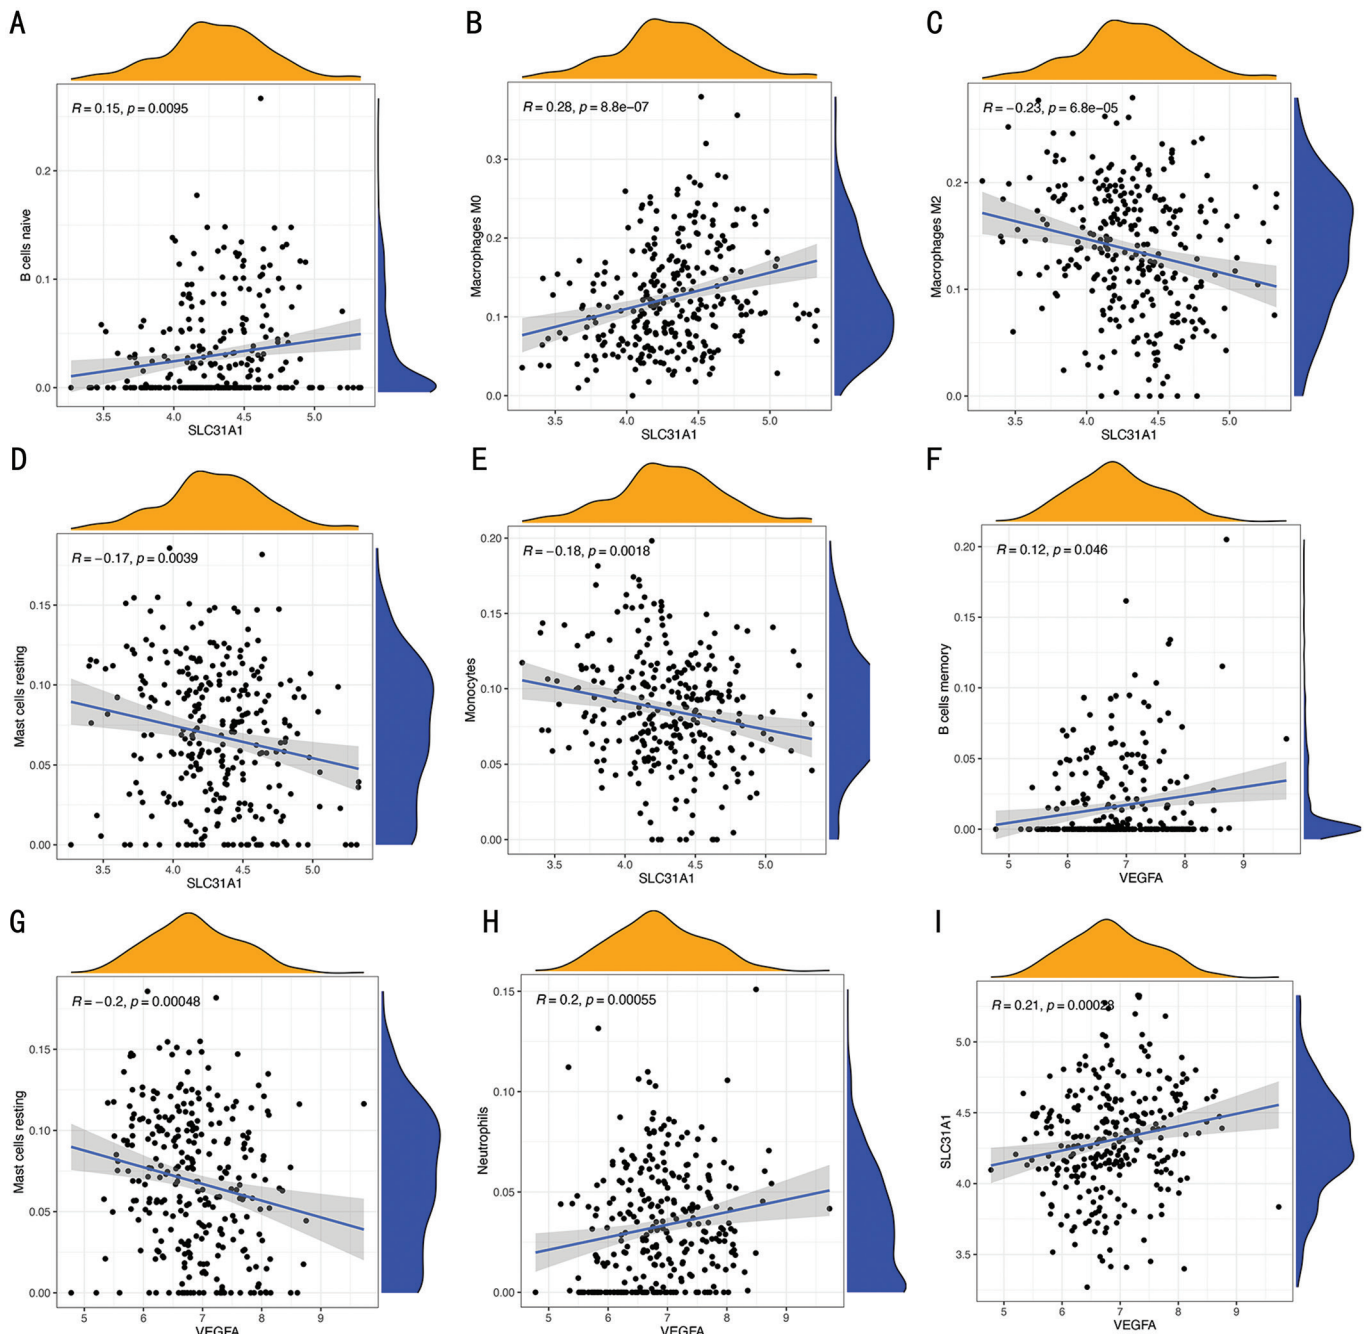 A
R = 0.15, p = 0.0095
B cells naive
0.2
0.1
0.0
3.5 4.0 4.5 5.0
SLC31A1
B
R = 0.28, p = 8.8e−07
Macrophages M0
0.3
0.2
0.1
0.0
3.5 4.0 4.5 5.0
SLC31A1
C
R = −0.23, p = 6.8e−05
Macrophages M2
0.2
0.1
0.0
3.5 4.0 4.5 5.0
SLC31A1
D
R = −0.17, p = 0.0039
Mast cells resting
0.15
0.10
0.05
0.00
3.5 4.0 4.5 5.0
SLC31A1
E
R = −0.18, p = 0.0018
Monocytes
0.20
0.15
0.10
0.05
0.00
3.5 4.0 4.5 5.0
SLC31A1
F
R = 0.12, p = 0.046
B cells memory
0.20
0.15
0.10
0.05
0.00
5 6 7 8 9
VEGFA
G
R = −0.2, p = 0.00048
Mast cells resting
0.15
0.10
0.05
0.00
5 6 7 8 9
VEGFA
H
R = 0.2, p = 0.00055
Neutrophils
0.15
0.10
0.05
0.00
5 6 7 8 9
VEGFA
I
R = 0.21, p =
SLC31A1
5.0
4.5
4.0
3.5
5 6 7 8 9
VEGFA